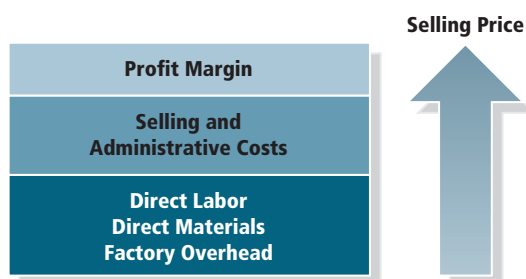 Selling Price
Profit Margin
Selling and
Administrative Costs
Direct Labor
Direct Materials
Factory Overhead